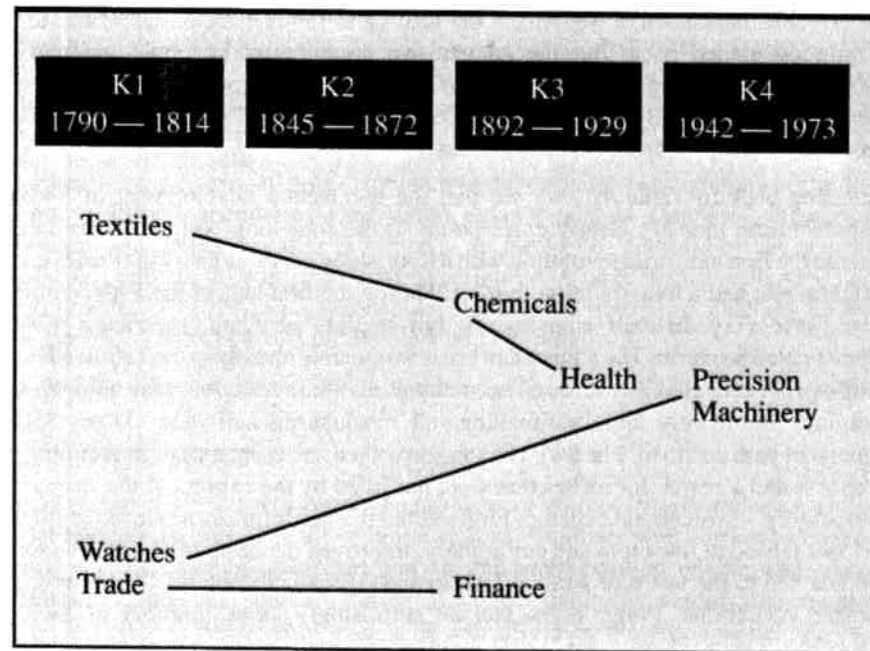 K1
1790 — 1814
K2
1845 — 1872
K3
1892 — 1929
K4
1942 — 1973
Textiles
Chemicals
Health
Precision
Machinery
Watches
Trade
Finance